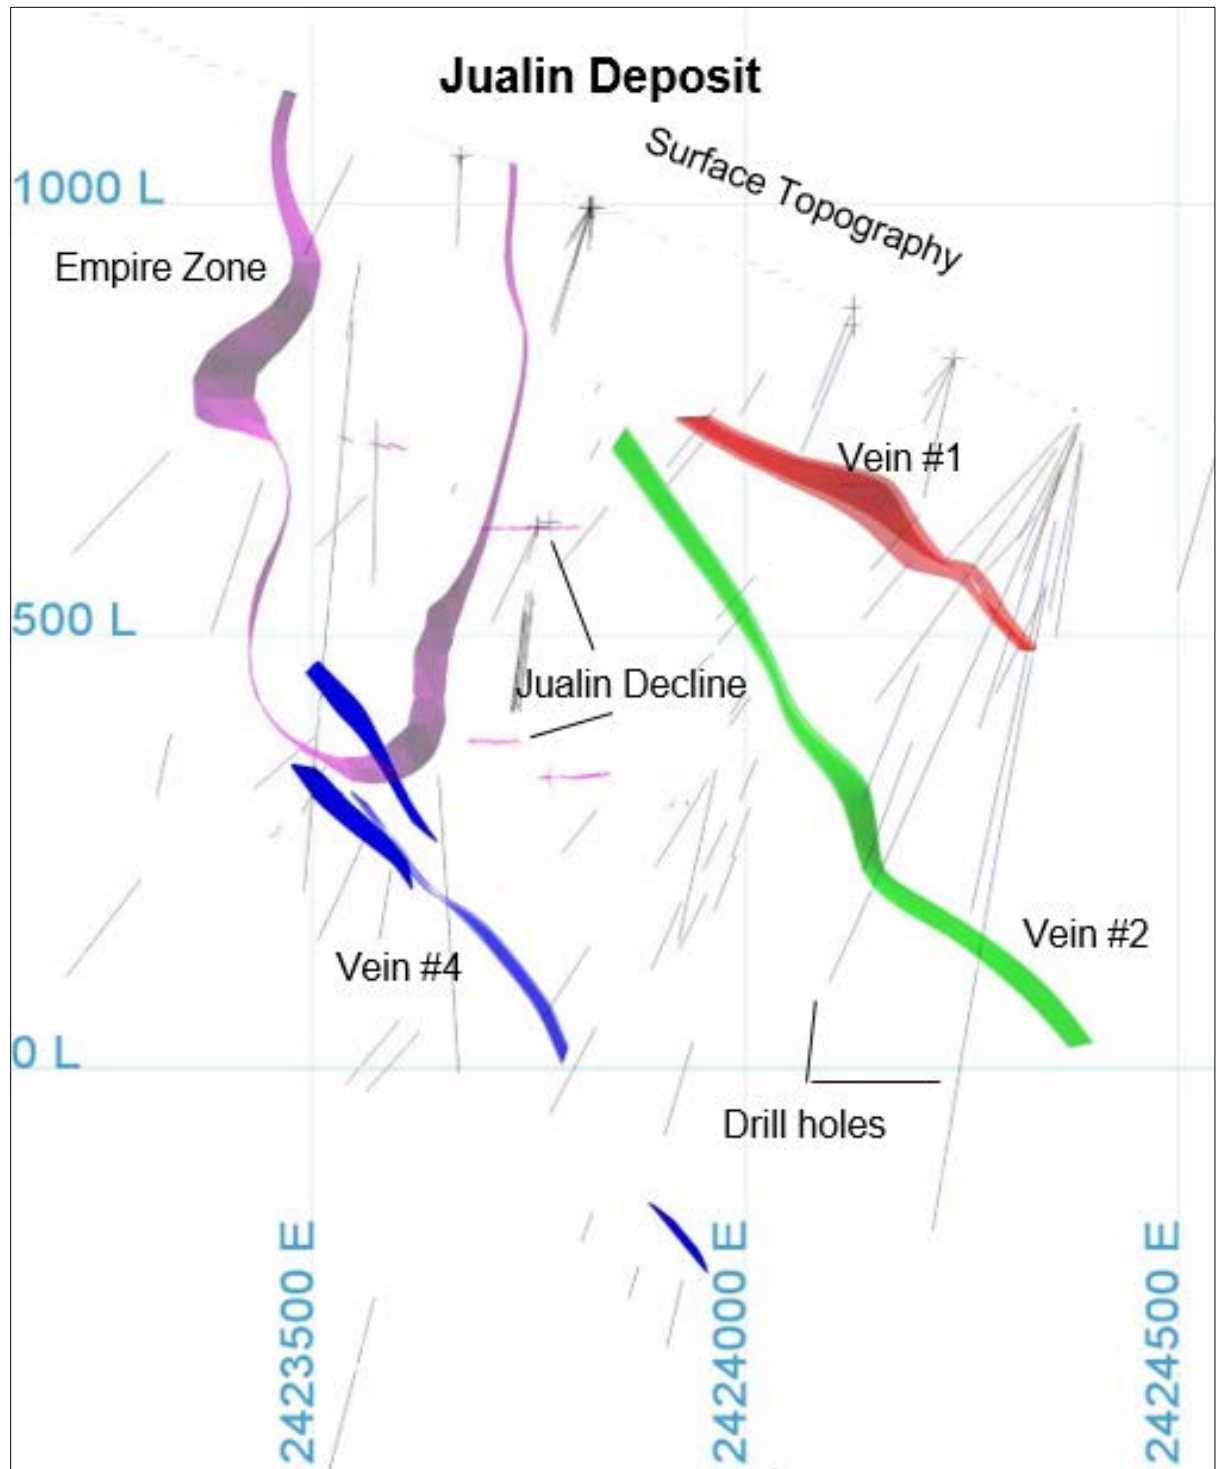 Jualin Deposit
Surface Topography
1000 L
Empire Zone
Vein #1
500 L
Jualin Decline
Vein #2
Vein #4
0 L
Drill holes
2423500 E
2424000 E
2424500 E